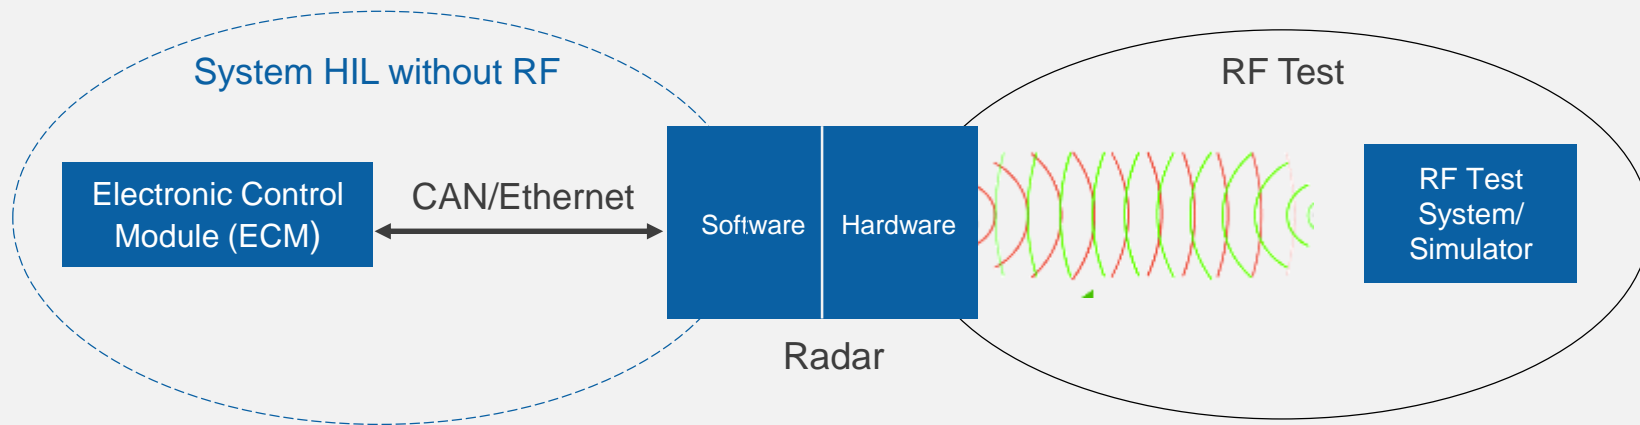 System HIL without RF
RF Test
Electronic Control
Module (ECM)
CAN/Ethernet
Software
Hardware
RF Test
System/
Simulator
Radar